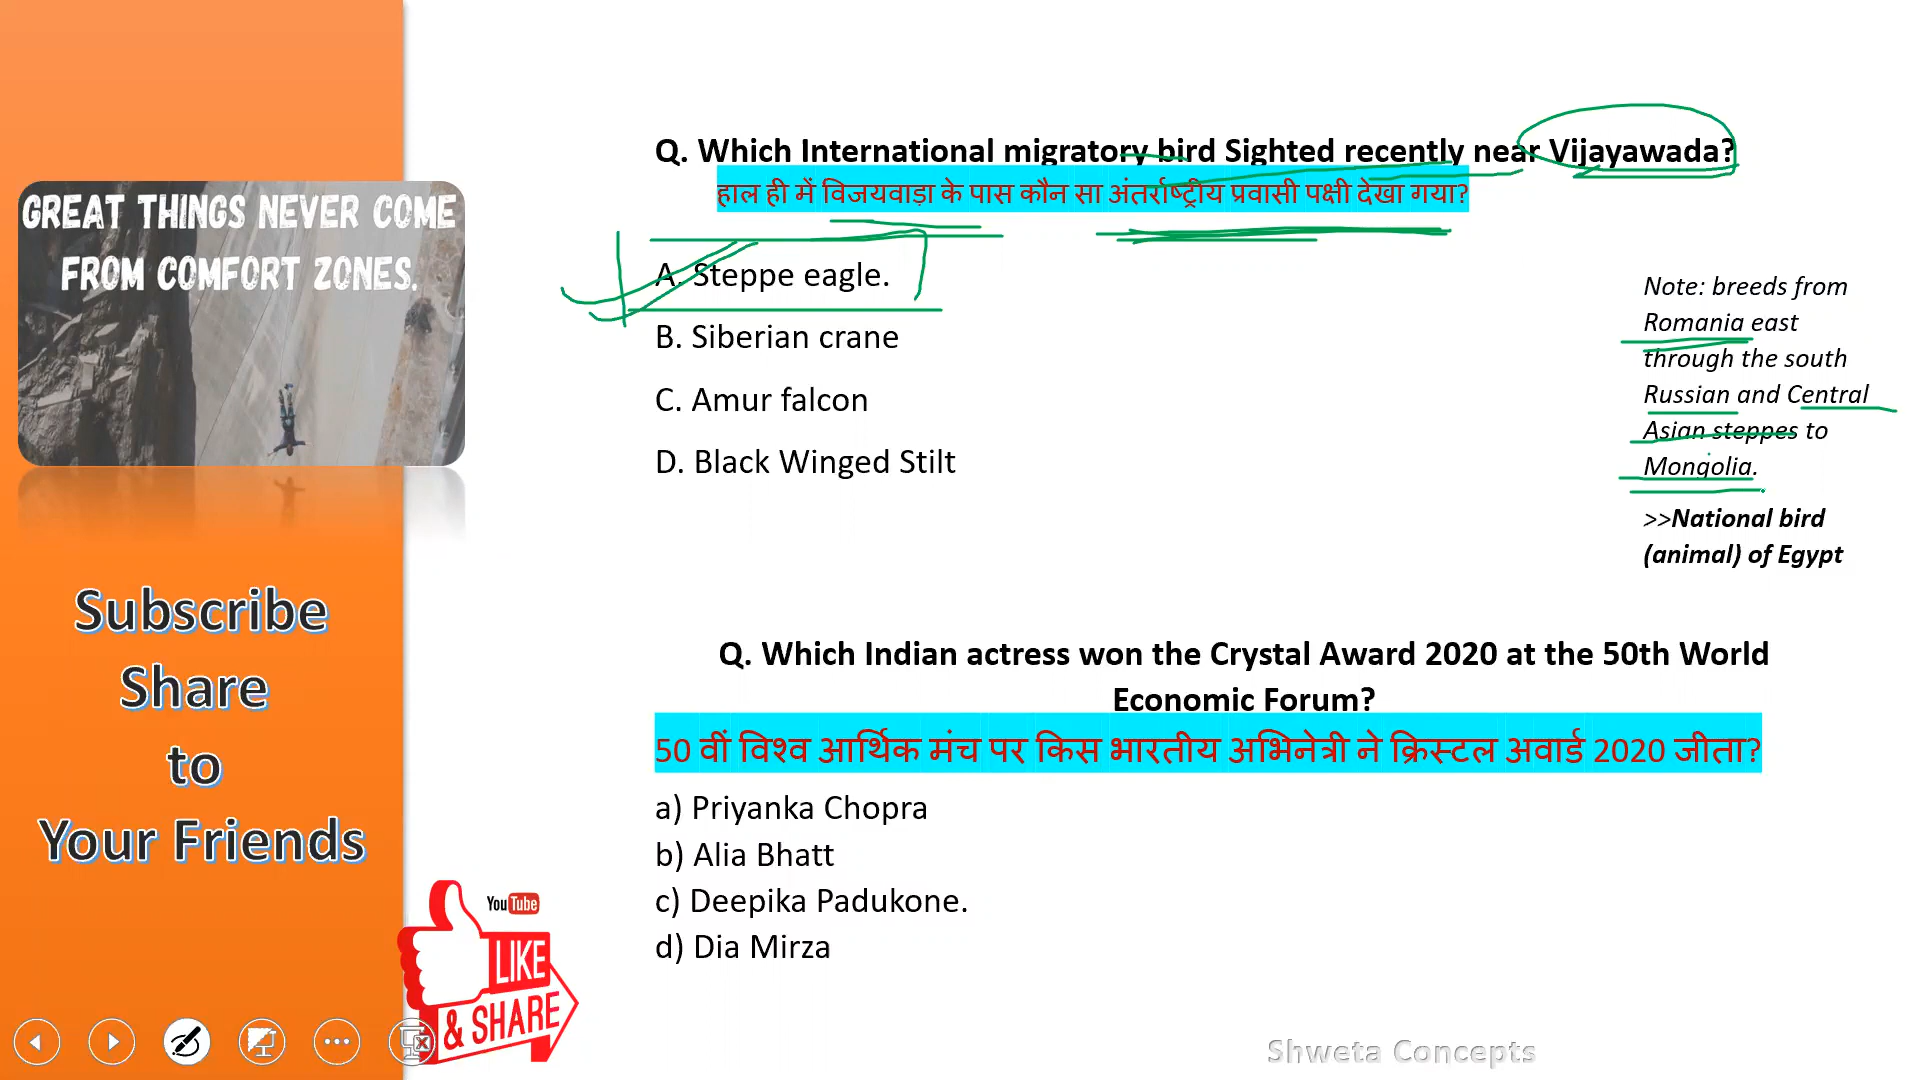 GREAT THINGS NEVER COME
FROM COMFORT ZONES.
Subscribe
Share
to
Your Friends
YouTube
LIKE
& SHARE
Q. Which International migratory bird Sighted recently near Vijayawada?
हाल ही में विजयवाड़ा के पास कौन सा अंतर्राष्ट्रीय प्रवासी पक्षी देखा गया?
A. Steppe eagle.
B. Siberian crane
C. Amur falcon
D. Black Winged Stilt
Note: breeds from
Romania east
through the south
Russian and Central
Asian steppes to
Mongolia.
>>National bird
(animal) of Egypt
Q. Which Indian actress won the Crystal Award 2020 at the 50th World
Economic Forum?
50 वीं विश्व आर्थिक मंच पर किस भारतीय अभिनेत्री ने क्रिस्टल अवार्ड 2020 जीता?
a) Priyanka Chopra
b) Alia Bhatt
c) Deepika Padukone.
d) Dia Mirza
Shweta Concepts